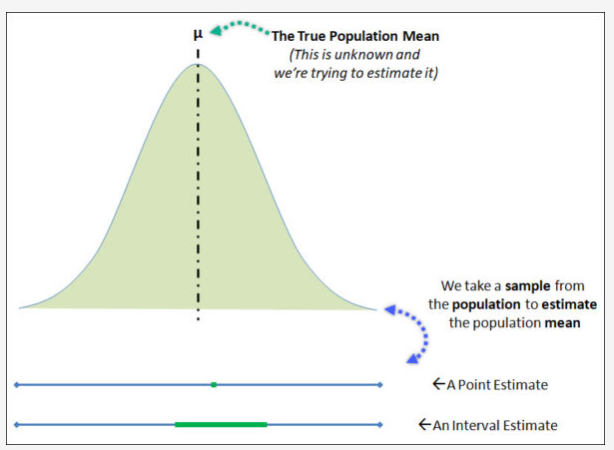 μ
The True Population Mean
(This is unknown and
we're trying to estimate it)
We take a sample from
the population to estimate
the population mean
←A Point Estimate
←An Interval Estimate